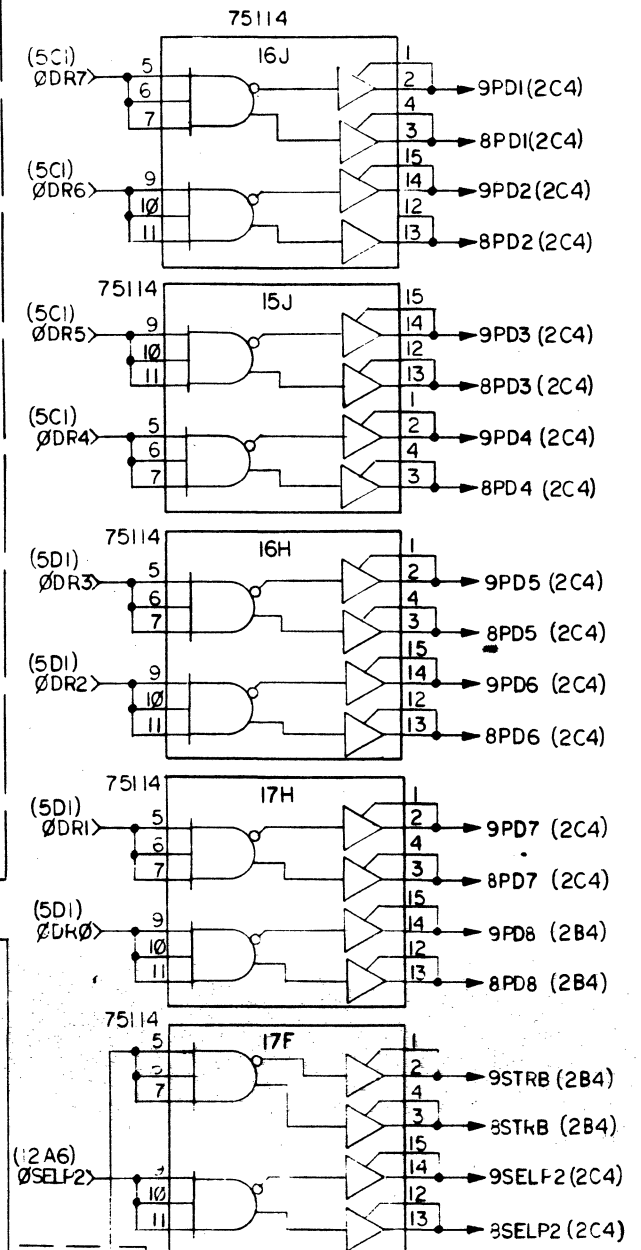 75114
16J
(5C1)
ØDR7
5
6
7
1
2
9PD1(2C4)
4
3
8PD1(2C4)
(5C1)
ØDR6
9
1Ø
11
15
14
9PD2(2C4)
12
13
8PD2(2C4)
75114
15J
(5C1)
ØDR5
9
1Ø
11
15
14
9PD3(2C4)
12
13
8PD3(2C4)
(5C1)
ØDR4
5
6
7
1
2
9PD4(2C4)
4
3
8PD4 (2C4)
75114
16H
(5D1)
ØDR3
5
6
7
1
2
9PD5 (2C4)
4
3
8PD5 (2C4)
(5D1)
ØDR2
9
1Ø
11
15
14
9PD6 (2C4)
12
13
8PD6 (2C4)
75114
17H
(5D1)
ØDR1
5
6
7
1
2
9PD7 (2C4)
4
3
8PD7 (2C4)
(5D1)
ØDRØ
9
1Ø
11
15
14
9PD8 (2B4)
12
13
8PD8 (2B4)
75114
17F
5
7
1
2
9STRB (2B4)
4
3
8STRB (2B4)
(12A6)
ØSELP2
9
1Ø
11
15
14
9SELP2(2C4)
12
13
8SELP2(2C4)